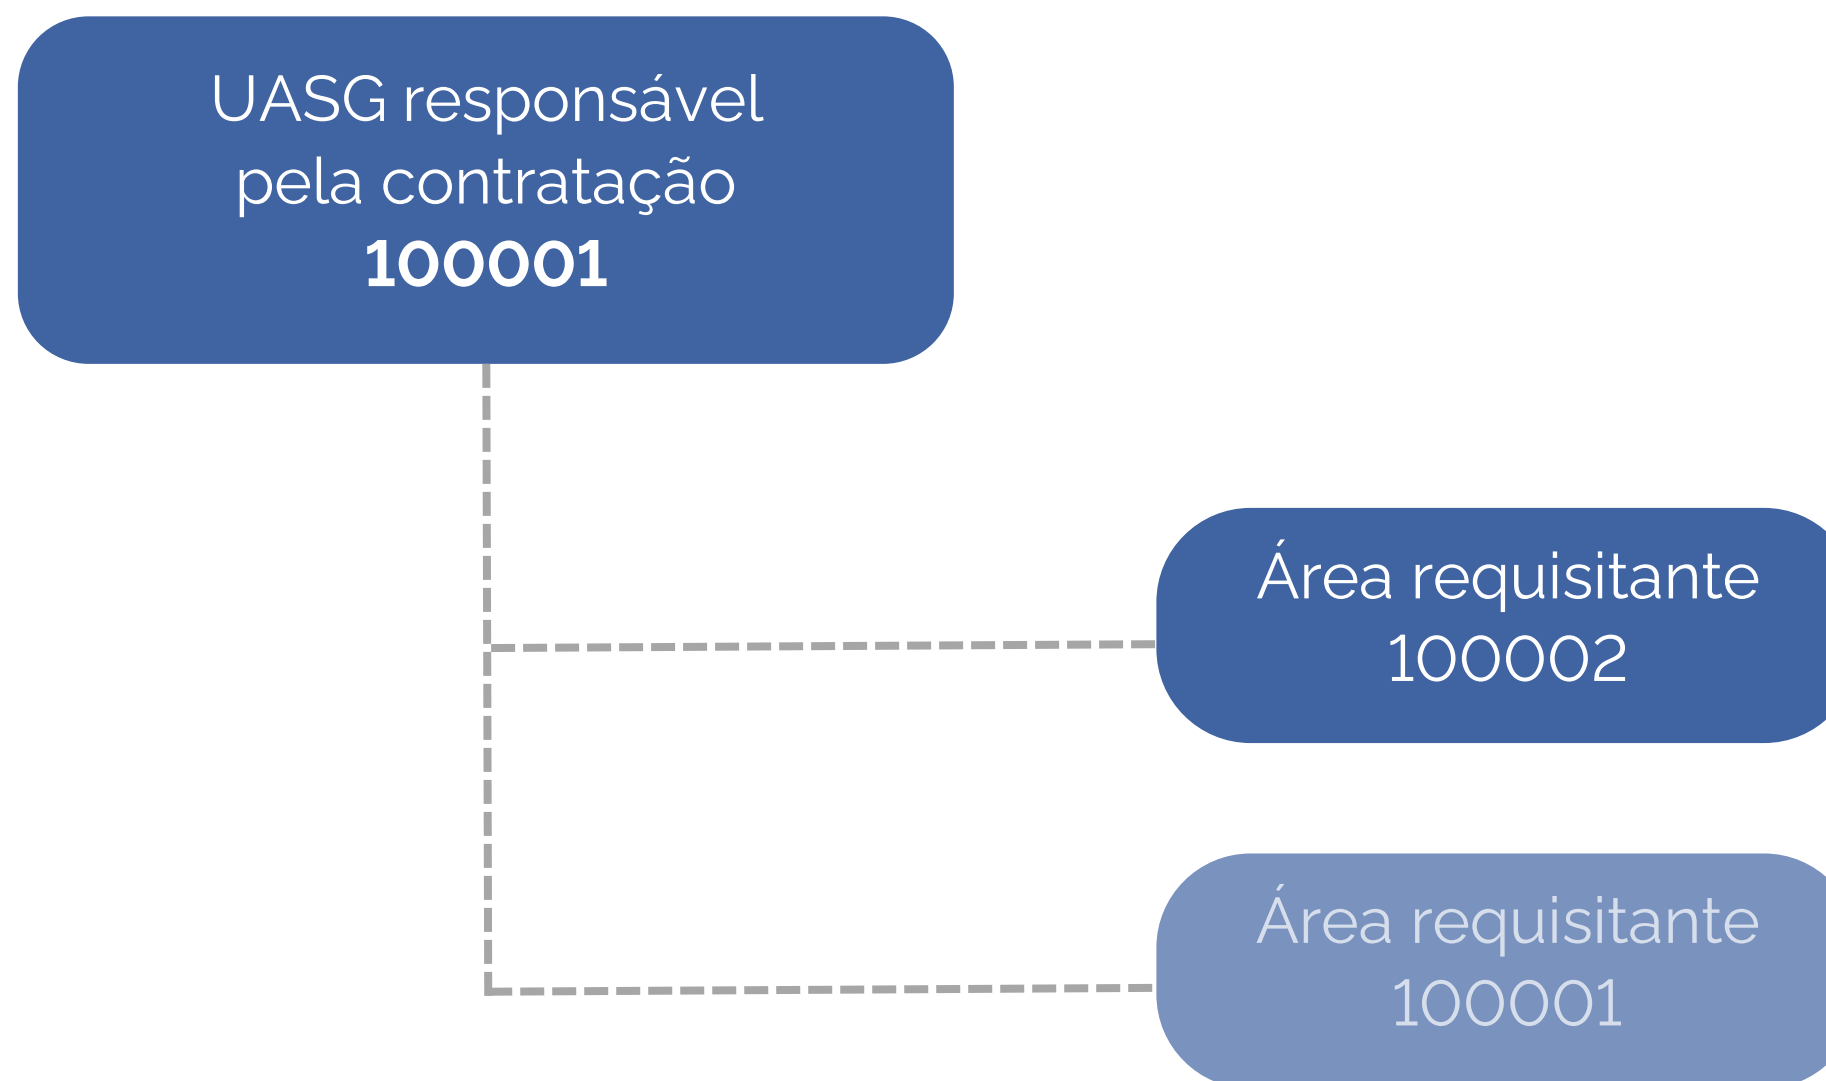 UASG responsável
pela contratação
100001
Área requisitante
100002
Área requisitante
100001